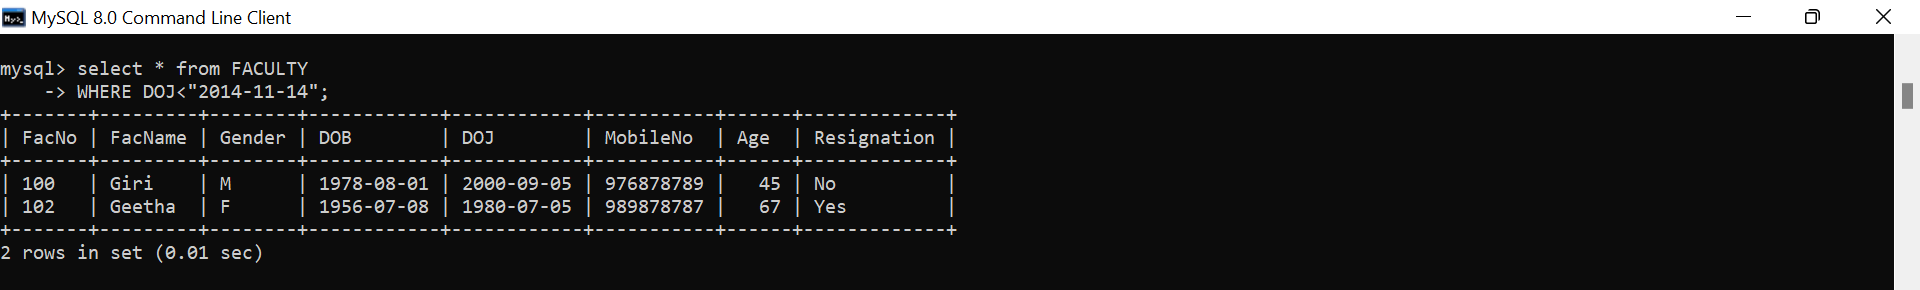 MySQL 8.0 Command Line Client
mysql> select * from FACULTY
    -> WHERE DOJ<"2014-11-14";
+-------+---------+--------+------------+------------+-----------+------+-------------+
| FacNo | FacName | Gender | DOB        | DOJ        | MobileNo  | Age  | Resignation |
+-------+---------+--------+------------+------------+-----------+------+-------------+
| 100   | Giri    | M      | 1978-08-01 | 2000-09-05 | 976878789 |   45 | No          |
| 102   | Geetha  | F      | 1956-07-08 | 1980-07-05 | 989878787 |   67 | Yes         |
+-------+---------+--------+------------+------------+-----------+------+-------------+
2 rows in set (0.01 sec)